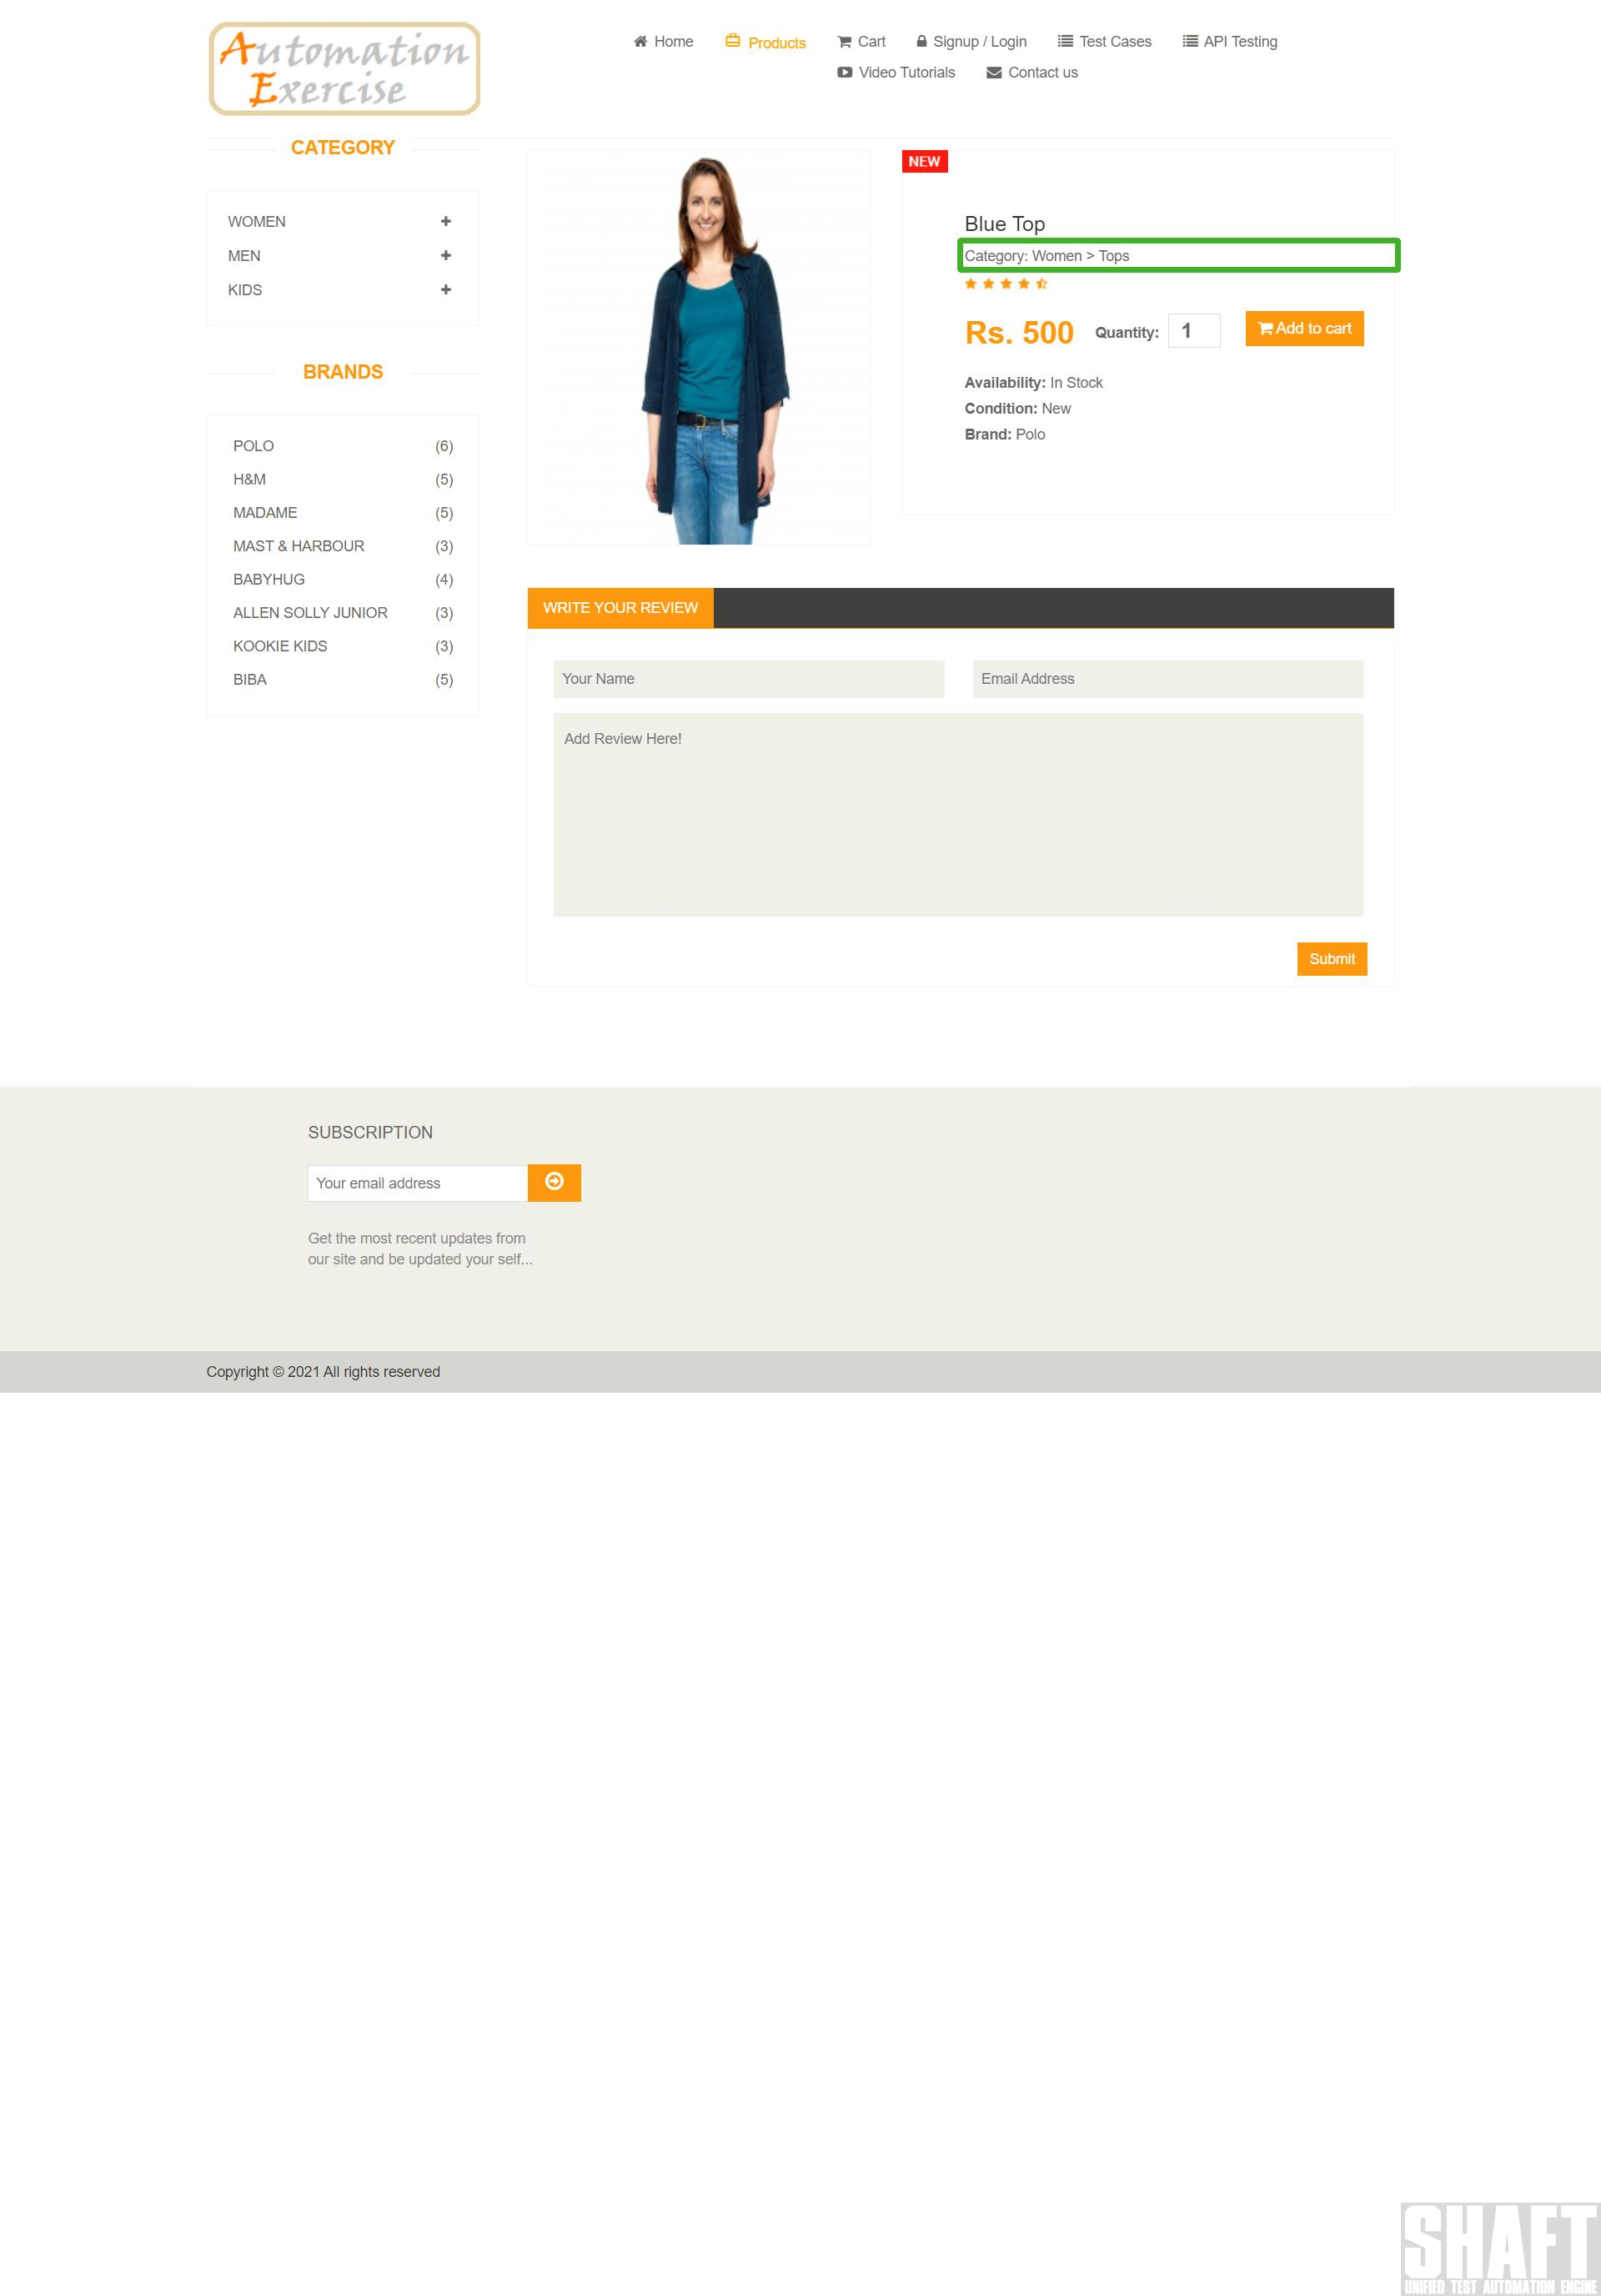 Automation
Exercise
Home
Products
Cart
Signup / Login
Test Cases
API Testing
Video Tutorials
Contact us
CATEGORY
WOMEN
MEN
KIDS
BRANDS
POLO (6)
H&M (5)
MADAME (5)
MAST & HARBOUR (3)
BABYHUG (4)
ALLEN SOLLY JUNIOR (3)
KOOKIE KIDS (3)
BIBA (5)
NEW
Blue Top
Category: Women > Tops
Rs. 500 Quantity: 1 Add to cart
Availability: In Stock
Condition: New
Brand: Polo
WRITE YOUR REVIEW
Your Name
Email Address
Add Review Here!
Submit
SUBSCRIPTION
Your email address
Get the most recent updates from
our site and be updated your self...
Copyright © 2021 All rights reserved
SHAFT
UNIFIED TEST AUTOMATION ENGINE